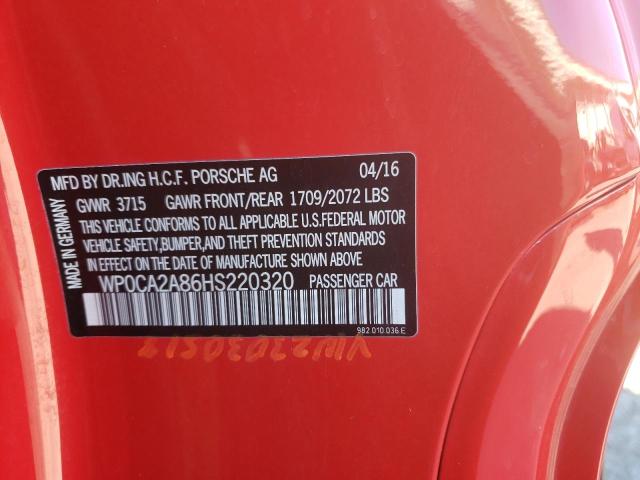 MFD BY DR.ING H.C.F. PORSCHE AG 04/16
GVWR 3715 GAWR FRONT/REAR 1709/2072 LBS
THIS VEHICLE CONFORMS TO ALL APPLICABLE U.S.FEDERAL MOTOR
VEHICLE SAFETY,BUMPER,AND THEFT PREVENTION STANDARDS
IN EFFECT ON THE DATE OF MANUFACTURE SHOWN ABOVE
WP0CA2A86HS220320 PASSENGER CAR
982.010.036.E
MADE IN GERMANY